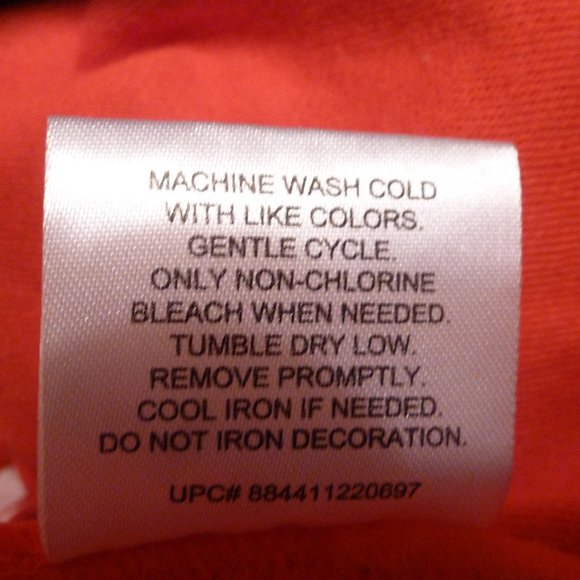 MACHINE WASH COLD
WITH LIKE COLORS.
GENTLE CYCLE.
ONLY NON-CHLORINE
BLEACH WHEN NEEDED.
TUMBLE DRY LOW.
REMOVE PROMPTLY.
COOL IRON IF NEEDED.
DO NOT IRON DECORATION.
UPC# 884411220697